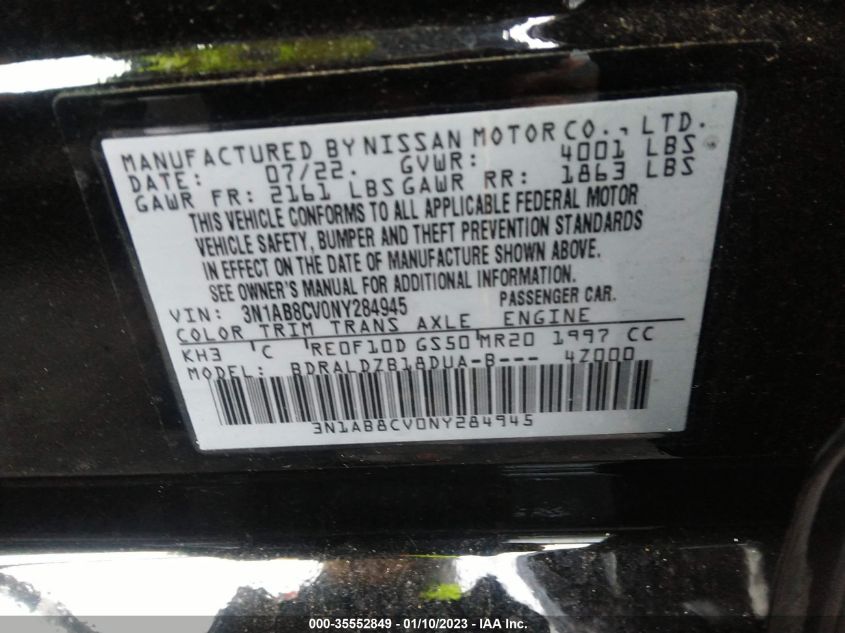 MANUFACTURED BY NISSAN MOTOR CO., LTD.
DATE: 07/22. GVWR: 4001 LBS
GAWR FR: 2161 LBS GAWR RR: 1863 LBS
THIS VEHICLE CONFORMS TO ALL APPLICABLE FEDERAL MOTOR
VEHICLE SAFETY, BUMPER AND THEFT PREVENTION STANDARDS
IN EFFECT ON THE DATE OF MANUFACTURE SHOWN ABOVE.
SEE OWNER'S MANUAL FOR ADDITIONAL INFORMATION.
VIN: 3N1AB8CV0NY284945 PASSENGER CAR.
COLOR TRIM TRANS AXLE ENGINE
KH3 C RE0F10D GS50 MR20 1997 CC
MODEL: BDRALDZB18DUA-B--- 4Z000
3N1AB8CV0NY284945
000-35552849 - 01/10/2023 - IAAI Inc.